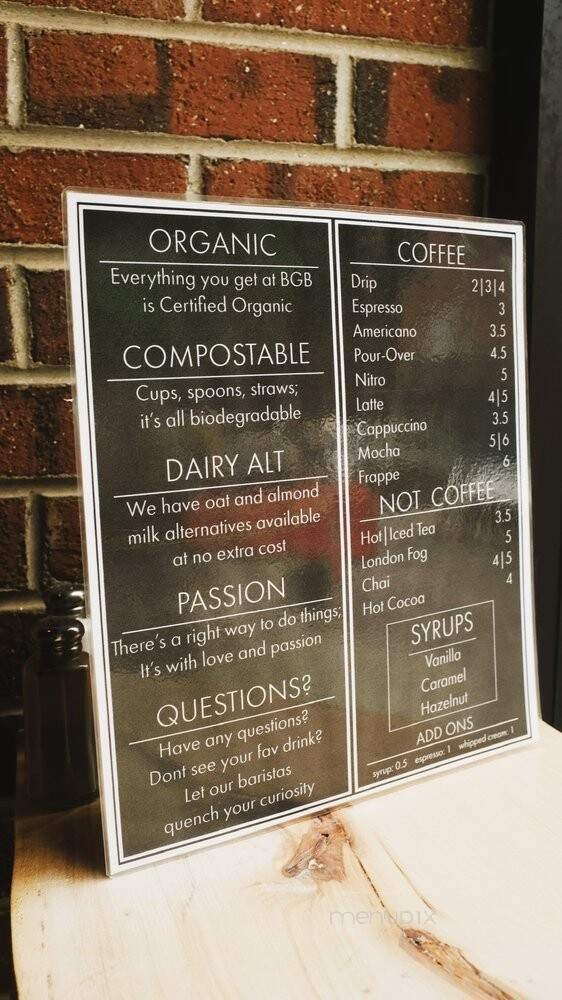 ORGANIC
Everything you get at BGB
is Certified Organic
COMPOSTABLE
Cups, spoons, straws;
it's all biodegradable
DAIRY ALT
We have oat and almond
milk alternatives available
at no extra cost
PASSION
There's a right way to do things;
It's with love and passion
QUESTIONS?
Have any questions?
Dont see your fav drink?
Let our baristas
quench your curiosity
COFFEE
Drip 2|3|4
Espresso 3
Americano 3.5
Pour-Over 4.5
Nitro 5
Latte 4|5
Cappuccino 3.5
Mocha 5|6
Frappe 6
NOT COFFEE
Hot|Iced Tea 3.5
London Fog 5
Chai 4|5
Hot Cocoa 4
SYRUPS
Vanilla
Caramel
Hazelnut
ADD ONS
syrup: 0.5 espresso: 1 whipped cream: 1
menupix